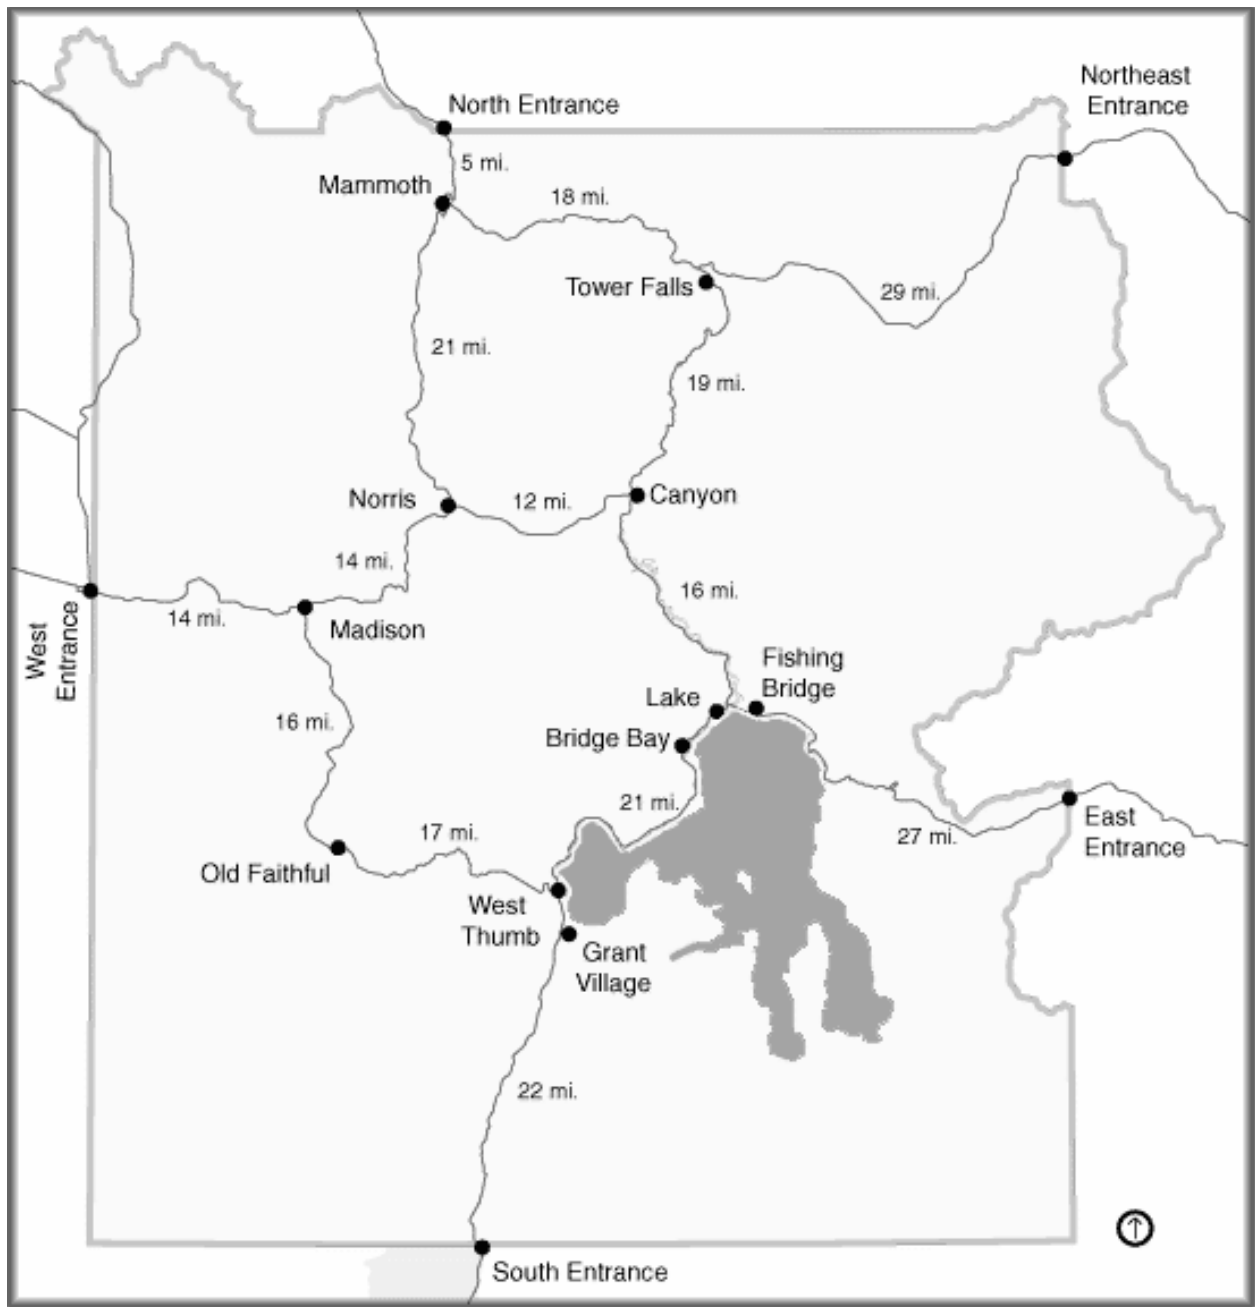 Northeast
Entrance
North Entrance
5 mi.
Mammoth
18 mi.
Tower Falls
29 mi.
21 mi.
19 mi.
Norris
12 mi.
Canyon
14 mi.
16 mi.
14 mi.
Madison
West
Entrance
Fishing
Bridge
Lake
16 mi.
Bridge Bay
21 mi.
17 mi.
27 mi.
East
Entrance
Old Faithful
West
Thumb
Grant
Village
22 mi.
South Entrance